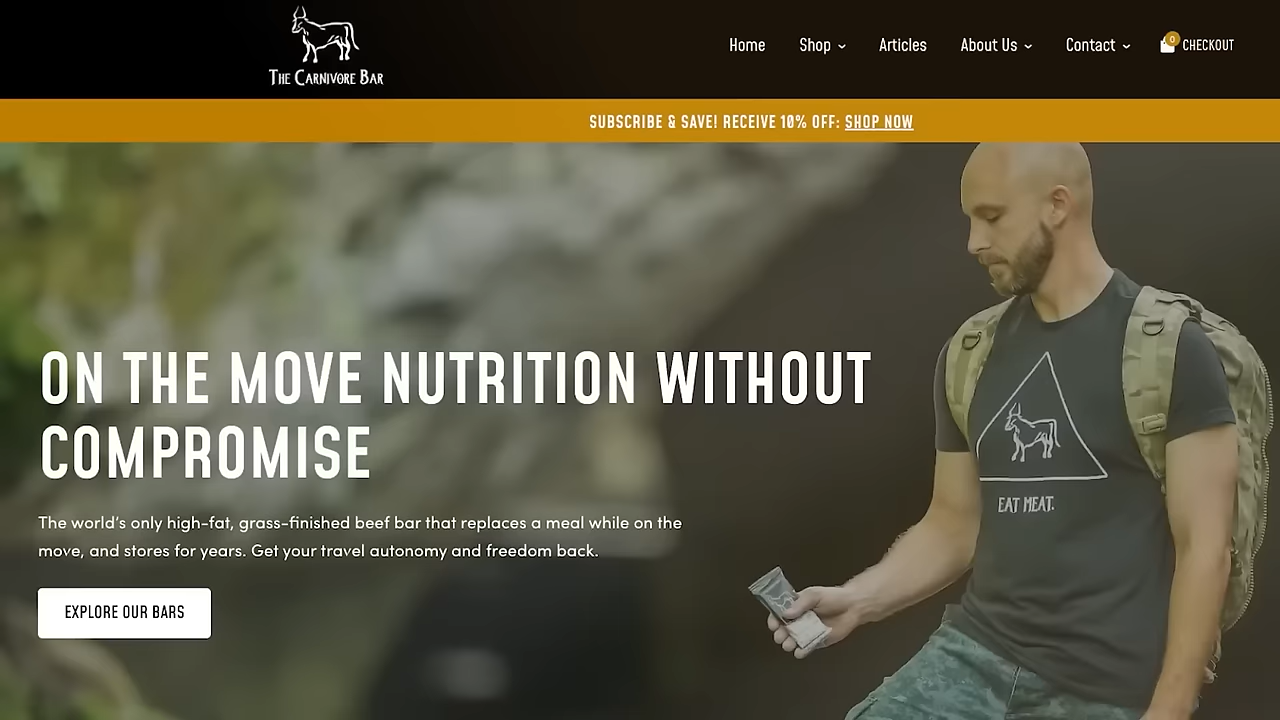 The Carnivore Bar
Home
Shop
Articles
About Us
Contact
0
CHECKOUT
SUBSCRIBE & SAVE! RECEIVE 10% OFF: SHOP NOW
ON THE MOVE NUTRITION WITHOUT
COMPROMISE
The world's only high-fat, grass-finished beef bar that replaces a meal while on the
move, and stores for years. Get your travel autonomy and freedom back.
EXPLORE OUR BARS
EAT MEAT.